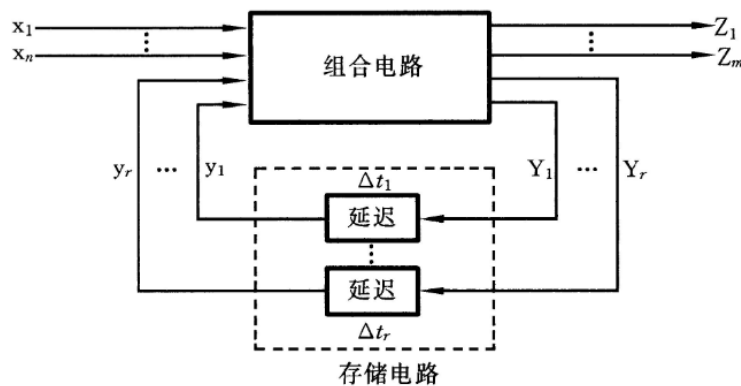 x₁
Z₁
xₙ
组合电路
Zₘ
yᵣ … y₁
Y₁ … Yᵣ
Δt₁
延迟
延迟
Δtᵣ
存储电路